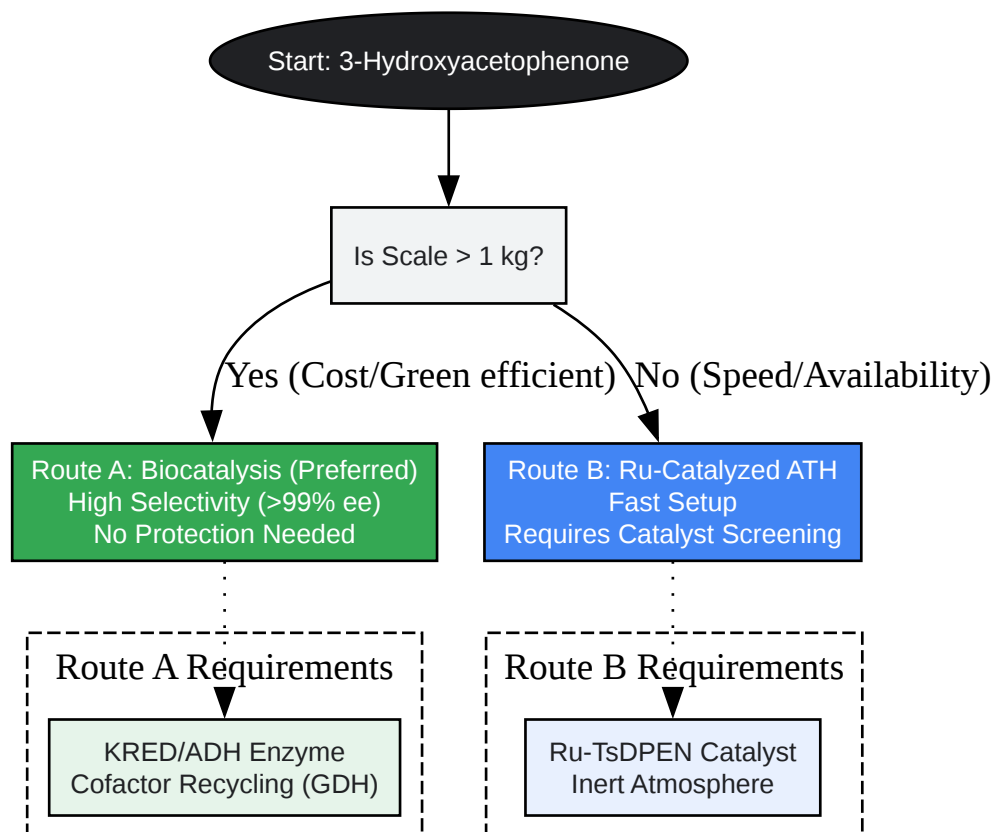 Start: 3-Hydroxyacetophenone
Is Scale > 1 kg?
Yes (Cost/Green efficient)
No (Speed/Availability)
Route A: Biocatalysis (Preferred)
High Selectivity (>99% ee)
No Protection Needed
Route B: Ru-Catalyzed ATH
Fast Setup
Requires Catalyst Screening
Route A Requirements
KRED/ADH Enzyme
Cofactor Recycling (GDH)
Route B Requirements
Ru-TsDPEN Catalyst
Inert Atmosphere